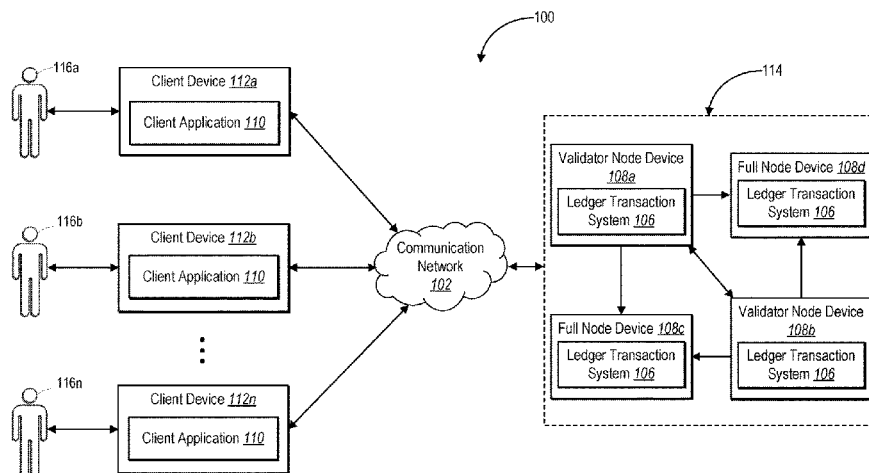 100
116a
Client Device 112a
Client Application 110
114
Validator Node Device
108a
Ledger Transaction
System 106
Full Node Device 108d
Ledger Transaction
System 106
116b
Client Device 112b
Client Application 110
Communication
Network
102
Full Node Device 108c
Ledger Transaction
System 106
Validator Node Device
108b
Ledger Transaction
System 106
116n
Client Device 112n
Client Application 110